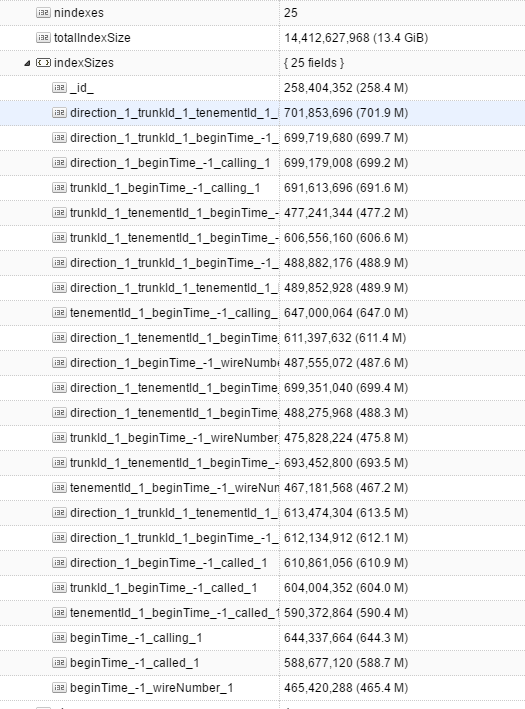 nindexes 25
totalIndexSize 14,412,627,968 (13.4 GiB)
indexSizes { 25 fields }
_id_ 258,404,352 (258.4 M)
direction_1_trunkId_1_tenementId_1_ 701,853,696 (701.9 M)
direction_1_trunkId_1_beginTime_-1_ 699,719,680 (699.7 M)
direction_1_beginTime_-1_calling_1 699,179,008 (699.2 M)
trunkId_1_beginTime_-1_calling_1 691,613,696 (691.6 M)
trunkId_1_tenementId_1_beginTime_- 477,241,344 (477.2 M)
trunkId_1_tenementId_1_beginTime_- 606,556,160 (606.6 M)
direction_1_trunkId_1_beginTime_-1_ 488,882,176 (488.9 M)
direction_1_trunkId_1_tenementId_1_ 489,852,928 (489.9 M)
tenementId_1_beginTime_-1_calling_ 647,000,064 (647.0 M)
direction_1_tenementId_1_beginTime_ 611,397,632 (611.4 M)
direction_1_beginTime_-1_wireNumbe 487,555,072 (487.6 M)
direction_1_tenementId_1_beginTime_ 699,351,040 (699.4 M)
direction_1_tenementId_1_beginTime_ 488,275,968 (488.3 M)
trunkId_1_beginTime_-1_wireNumber_ 475,828,224 (475.8 M)
trunkId_1_tenementId_1_beginTime_- 693,452,800 (693.5 M)
tenementId_1_beginTime_-1_wireNun 467,181,568 (467.2 M)
direction_1_trunkId_1_tenementId_1_ 613,474,304 (613.5 M)
direction_1_trunkId_1_beginTime_-1_ 612,134,912 (612.1 M)
direction_1_beginTime_-1_called_1 610,861,056 (610.9 M)
trunkId_1_beginTime_-1_called_1 604,004,352 (604.0 M)
tenementId_1_beginTime_-1_called_1 590,372,864 (590.4 M)
beginTime_-1_calling_1 644,337,664 (644.3 M)
beginTime_-1_called_1 588,677,120 (588.7 M)
beginTime_-1_wireNumber_1 465,420,288 (465.4 M)